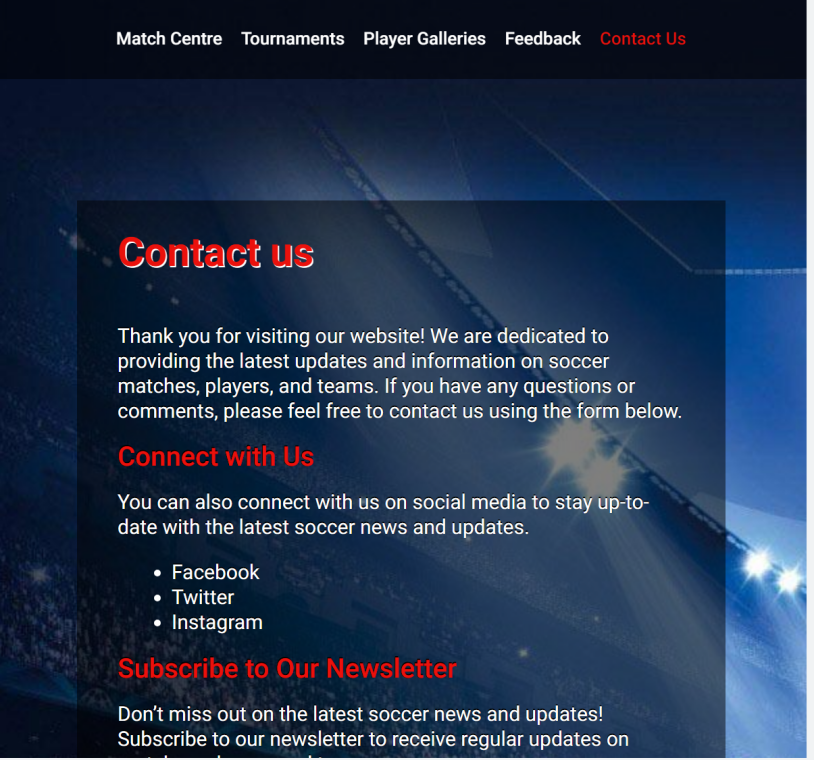 Match Centre Tournaments Player Galleries Feedback Contact Us
Contact us
Thank you for visiting our website! We are dedicated to
providing the latest updates and information on soccer
matches, players, and teams. If you have any questions or
comments, please feel free to contact us using the form below.
Connect with Us
You can also connect with us on social media to stay up-to-
date with the latest soccer news and updates.
• Facebook
• Twitter
• Instagram
Subscribe to Our Newsletter
Don't miss out on the latest soccer news and updates!
Subscribe to our newsletter to receive regular updates on